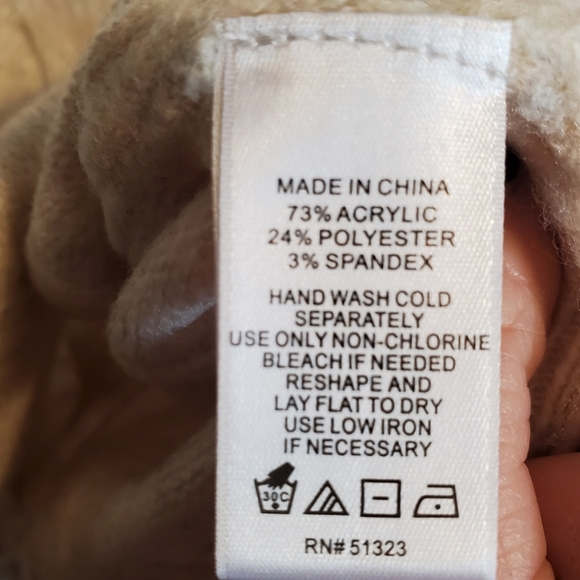 MADE IN CHINA
73% ACRYLIC
24% POLYESTER
3% SPANDEX
HAND WASH COLD
SEPARATELY
USE ONLY NON-CHLORINE
BLEACH IF NEEDED
RESHAPE AND
LAY FLAT TO DRY
USE LOW IRON
IF NECESSARY
30C
RN# 51323